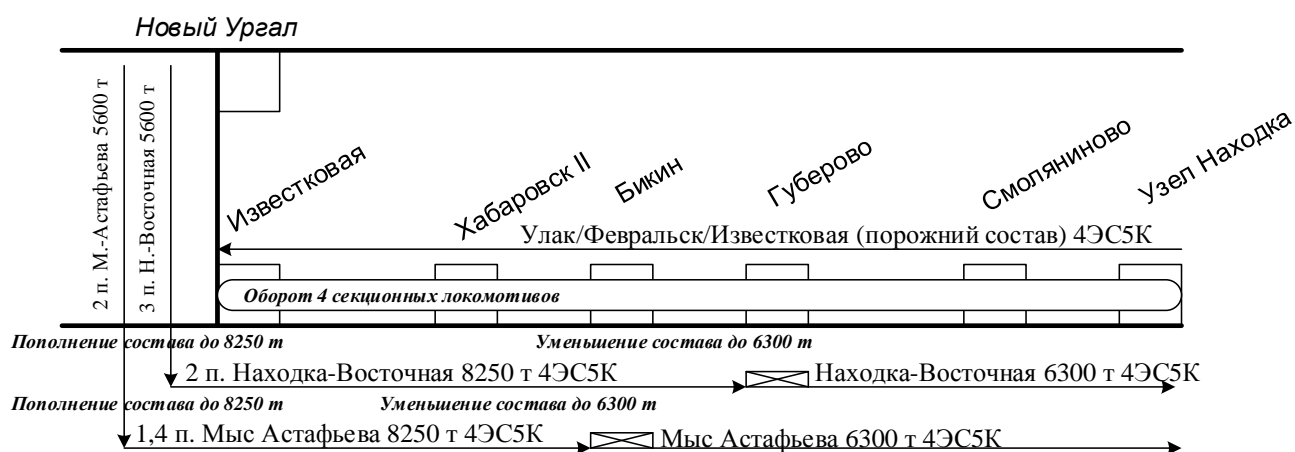 Новый Ургал
2 п. М.-Астафьева 5600 т
3 п. Н.-Восточная 5600 т
Известковая
Хабаровск II
Бикин
Губерово
Смоляниново
Узел Находка
Улак/Февральск/Известковая (порожний состав) 4ЭС5К
Оборот 4 секционных локомотивов
Пополнение состава до 8250 т
Уменьшение состава до 6300 т
2 п. Находка-Восточная 8250 т 4ЭС5К
Находка-Восточная 6300 т 4ЭС5К
Пополнение состава до 8250 т
Уменьшение состава до 6300 т
1,4 п. Мыс Астафьева 8250 т 4ЭС5К
Мыс Астафьева 6300 т 4ЭС5К